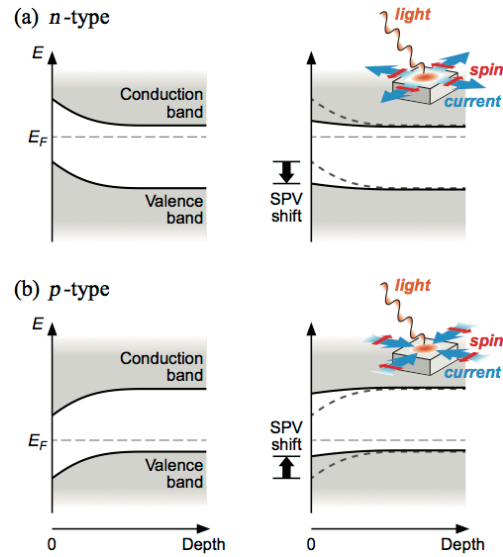 (a) n-type
E
Conduction
band
E_F
Valence
band
light
spin
current
SPV
shift
(b) p-type
E
Conduction
band
E_F
Valence
band
0
Depth
light
spin
current
SPV
shift
0
Depth